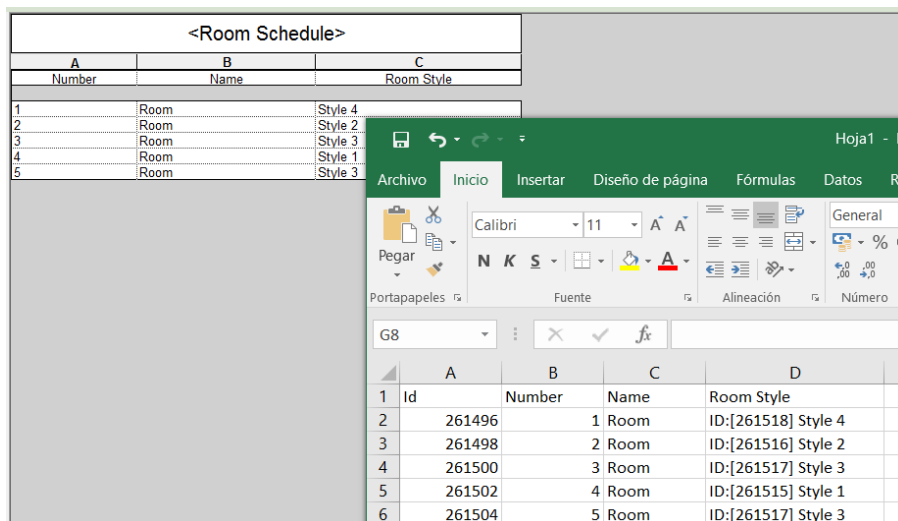 <Room Schedule>
A B C
Number Name Room Style
1 Room Style 4
2 Room Style 2
3 Room Style 3
4 Room Style 1
5 Room Style 3
Hoja1 -
Archivo Inicio Insertar Diseño de página Fórmulas Datos R
Calibri 11 A A General
Pegar N K S A %
Portapapeles Fuente Alineación Número
G8 fx
A B C D
1 Id Number Name Room Style
2 261496 1 Room ID:[261518] Style 4
3 261498 2 Room ID:[261516] Style 2
4 261500 3 Room ID:[261517] Style 3
5 261502 4 Room ID:[261515] Style 1
6 261504 5 Room ID:[261517] Style 3